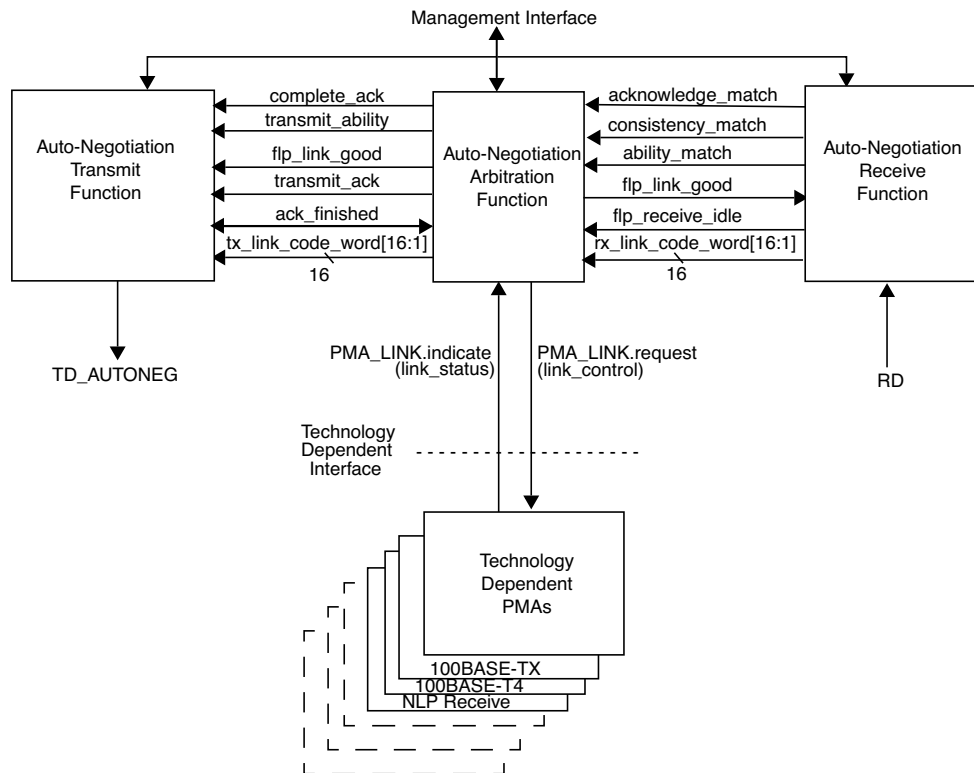 Management Interface
complete_ack
transmit_ability
flp_link_good
transmit_ack
ack_finished
tx_link_code_word[16:1]
16
acknowledge_match
consistency_match
ability_match
flp_link_good
flp_receive_idle
rx_link_code_word[16:1]
16
Auto-Negotiation
Transmit
Function
Auto-Negotiation
Arbitration
Function
Auto-Negotiation
Receive
Function
TD_AUTONEG
PMA_LINK.indicate
(link_status)
PMA_LINK.request
(link_control)
RD
Technology
Dependent
Interface
Technology
Dependent
PMAs
100BASE-TX
100BASE-T4
NLP Receive